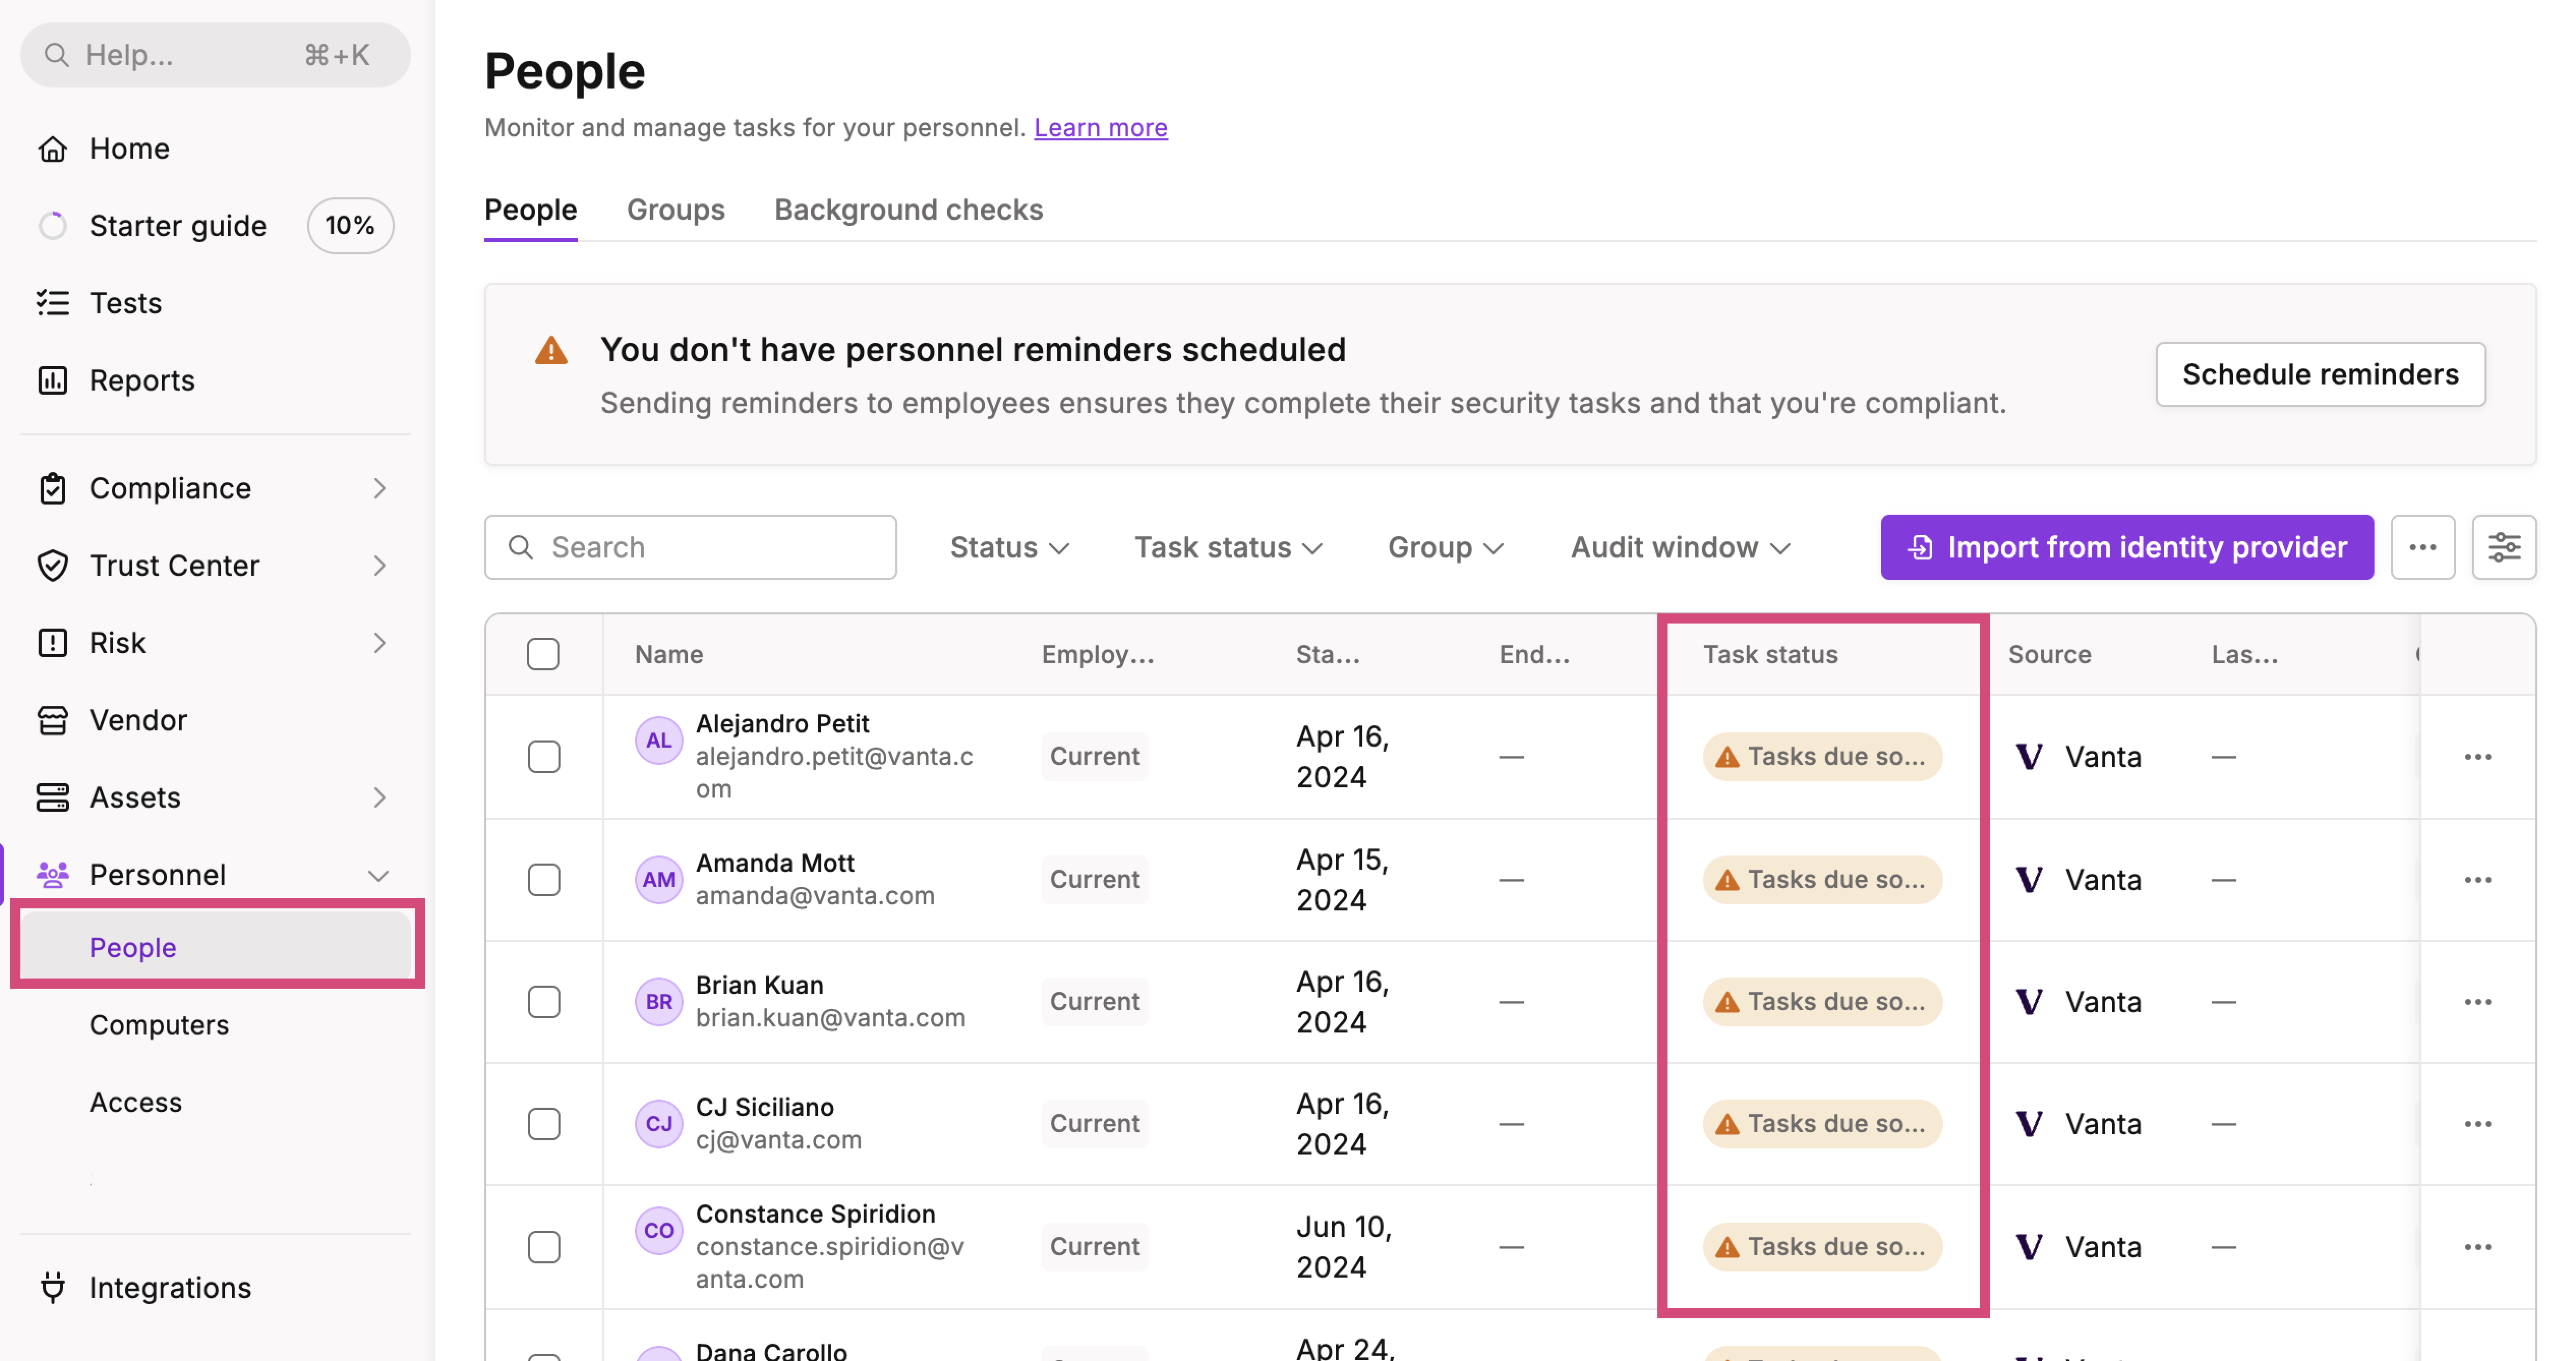 Help... ⌘+K
Home
Starter guide 10%
Tests
Reports
Compliance
Trust Center
Risk
Vendor
Assets
Personnel
People
Computers
Access
Integrations
People
Monitor and manage tasks for your personnel. Learn more
People Groups Background checks
You don't have personnel reminders scheduled
Sending reminders to employees ensures they complete their security tasks and that you're compliant.
Schedule reminders
Search Status Task status Group Audit window Import from identity provider
Name Employ... Sta... End... Task status Source Las...
AL Alejandro Petit
alejandro.petit@vanta.c
om
Current
Apr 16,
2024
— Tasks due so... Vanta —
AM Amanda Mott
amanda@vanta.com
Current
Apr 15,
2024
— Tasks due so... Vanta —
BR Brian Kuan
brian.kuan@vanta.com
Current
Apr 16,
2024
— Tasks due so... Vanta —
CJ CJ Siciliano
cj@vanta.com
Current
Apr 16,
2024
— Tasks due so... Vanta —
CO Constance Spiridion
constance.spiridion@v
anta.com
Current
Jun 10,
2024
— Tasks due so... Vanta —
Dana Carollo
Apr 24,